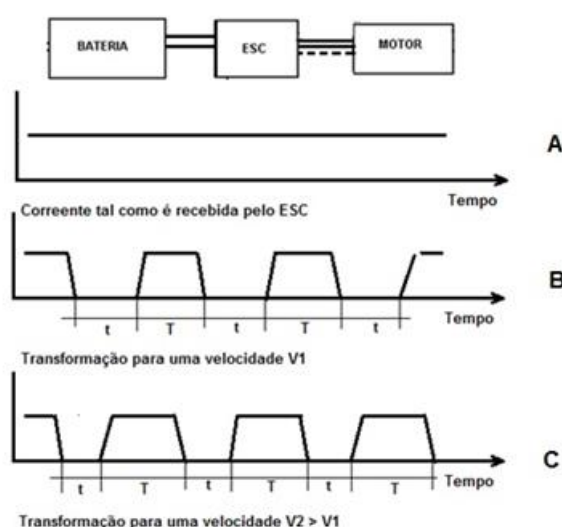 BATERIA ESC MOTOR
A
Tempo
Correente tal como é recebida pelo ESC
B
t T t T t Tempo
Transformação para uma velocidade V1
C
t T t T t T Tempo
Transformação para uma velocidade V2 > V1